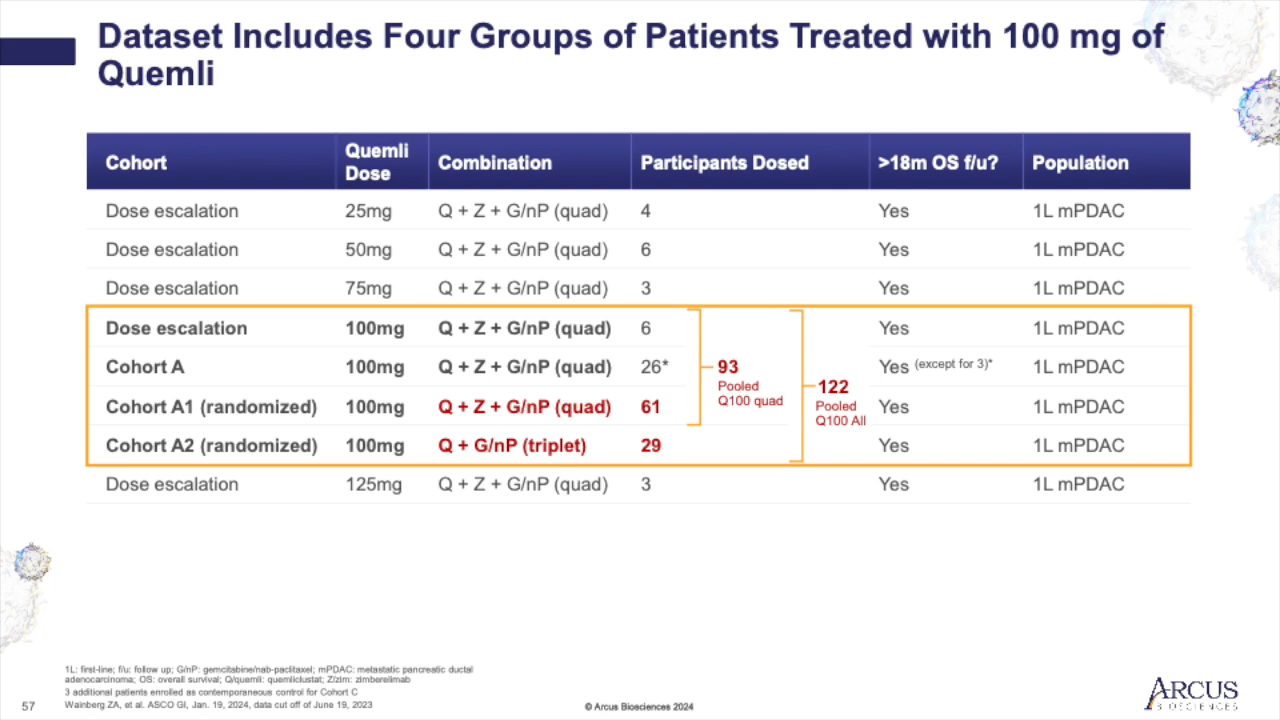 Dataset Includes Four Groups of Patients Treated with 100 mg of
Quemli
Cohort Quemli Dose Combination Participants Dosed >18m OS f/u? Population
Dose escalation 25mg Q + Z + G/nP (quad) 4 Yes 1L mPDAC
Dose escalation 50mg Q + Z + G/nP (quad) 6 Yes 1L mPDAC
Dose escalation 75mg Q + Z + G/nP (quad) 3 Yes 1L mPDAC
Dose escalation 100mg Q + Z + G/nP (quad) 6 Yes 1L mPDAC
Cohort A 100mg Q + Z + G/nP (quad) 26* Yes (except for 3)* 1L mPDAC
Cohort A1 (randomized) 100mg Q + Z + G/nP (quad) 61 Yes 1L mPDAC
Cohort A2 (randomized) 100mg Q + G/nP (triplet) 29 Yes 1L mPDAC
93
Pooled
Q100 quad
122
Pooled
Q100 All
Dose escalation 125mg Q + Z + G/nP (quad) 3 Yes 1L mPDAC
1L: first-line; f/u: follow up; G/nP: gemcitabine/nab-paclitaxel; mPDAC: metastatic pancreatic ductal
adenocarcinoma; OS: overall survival; Q/quemli: quemliclustat; Z/zim: zimberelimab
3 additional patients enrolled as contemporaneous control for Cohort C
57 Wainberg ZA, et al. ASCO GI, Jan. 19, 2024, data cut off of June 19, 2023
© Arcus Biosciences 2024
ARCUS
BIOSCIENCES